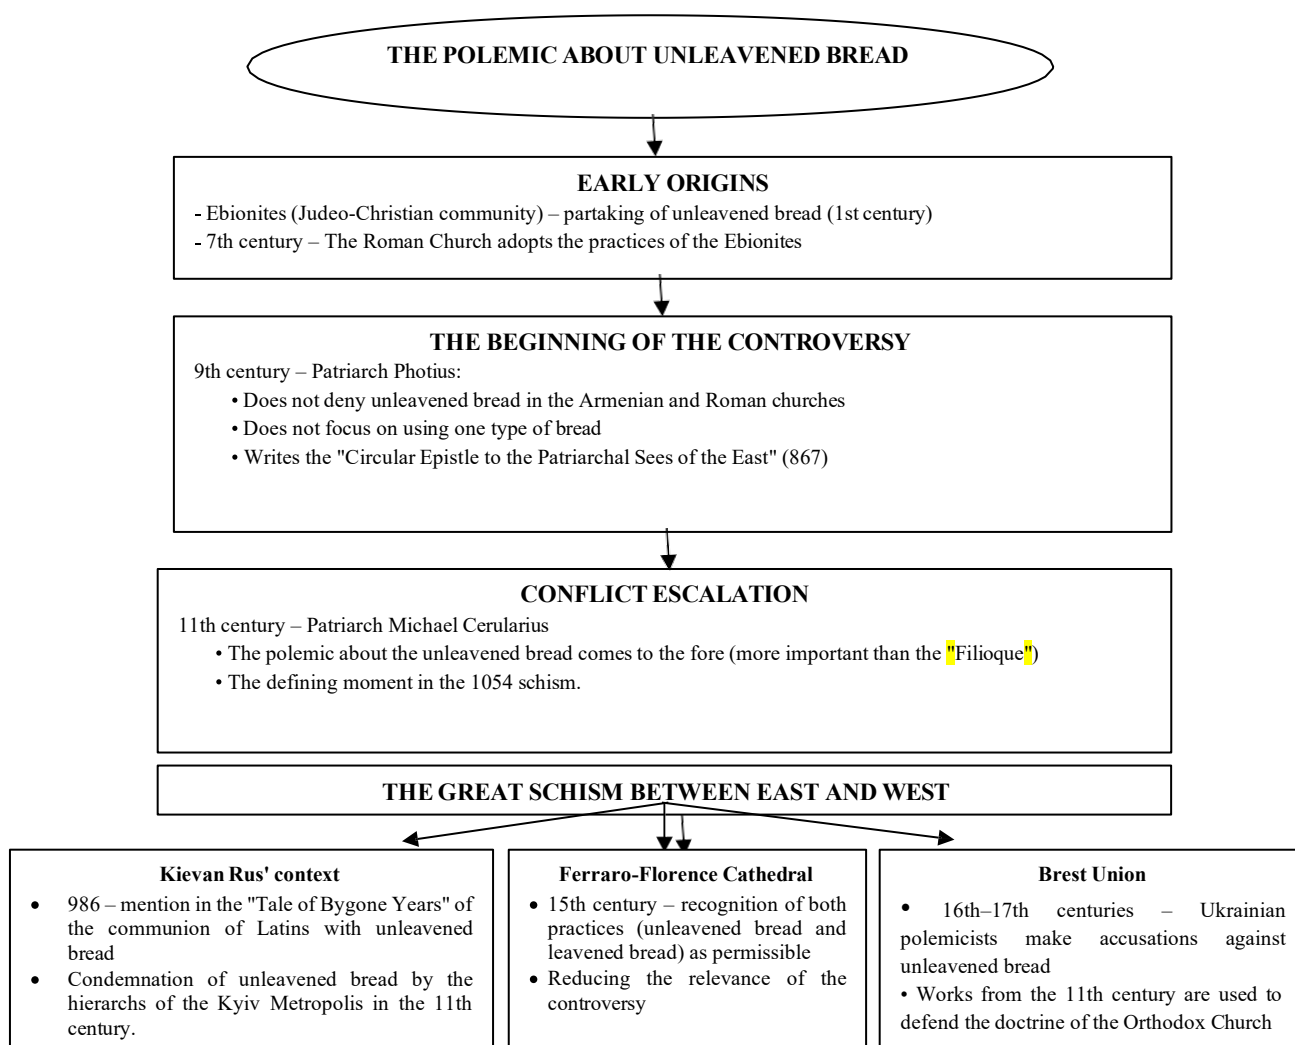 THE POLEMIC ABOUT UNLEAVENED BREAD
EARLY ORIGINS
- Ebionites (Judeo-Christian community) – partaking of unleavened bread (1st century)
- 7th century – The Roman Church adopts the practices of the Ebionites
THE BEGINNING OF THE CONTROVERSY
9th century – Patriarch Photius:
• Does not deny unleavened bread in the Armenian and Roman churches
• Does not focus on using one type of bread
• Writes the "Circular Epistle to the Patriarchal Sees of the East" (867)
CONFLICT ESCALATION
11th century – Patriarch Michael Cerularius
• The polemic about the unleavened bread comes to the fore (more important than the "Filioque")
• The defining moment in the 1054 schism.
THE GREAT SCHISM BETWEEN EAST AND WEST
Kievan Rus' context
• 986 – mention in the "Tale of Bygone Years" of
the communion of Latins with unleavened
bread
• Condemnation of unleavened bread by the
hierarchs of the Kyiv Metropolis in the 11th
century.
Ferraro-Florence Cathedral
• 15th century – recognition of both
practices (unleavened bread and
leavened bread) as permissible
• Reducing the relevance of the
controversy
Brest Union
• 16th–17th centuries – Ukrainian
polemicists make accusations against
unleavened bread
• Works from the 11th century are used to
defend the doctrine of the Orthodox Church